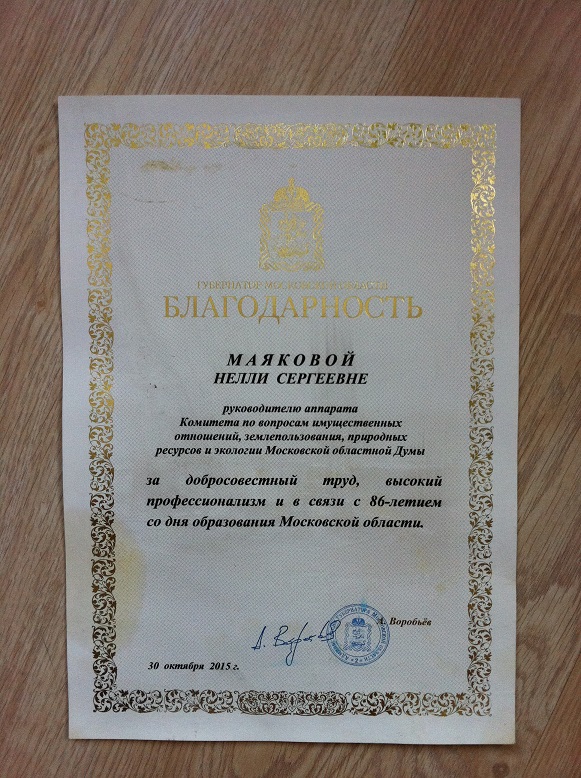 ГУБЕРНАТОР МОСКОВСКОЙ ОБЛАСТИ
БЛАГОДАРНОСТЬ
МАЯКОВОЙ
НЕЛЛИ СЕРГЕЕВНЕ
руководителю аппарата
Комитета по вопросам имущественных
отношений, землепользования, природных
ресурсов и экологии Московской областной Думы
за добросовестный труд, высокий
профессионализм и в связи с 86-летием
со дня образования Московской области.
А. Воробьёв
30 октября 2015 г.